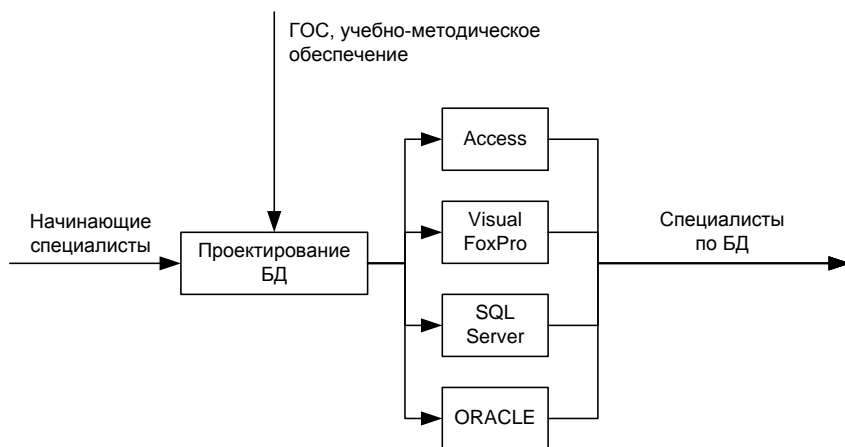 ГОС, учебно-методическое
обеспечение
Access
Начинающие
специалисты
Проектирование
БД
Visual
FoxPro
Специалисты
по БД
SQL
Server
ORACLE